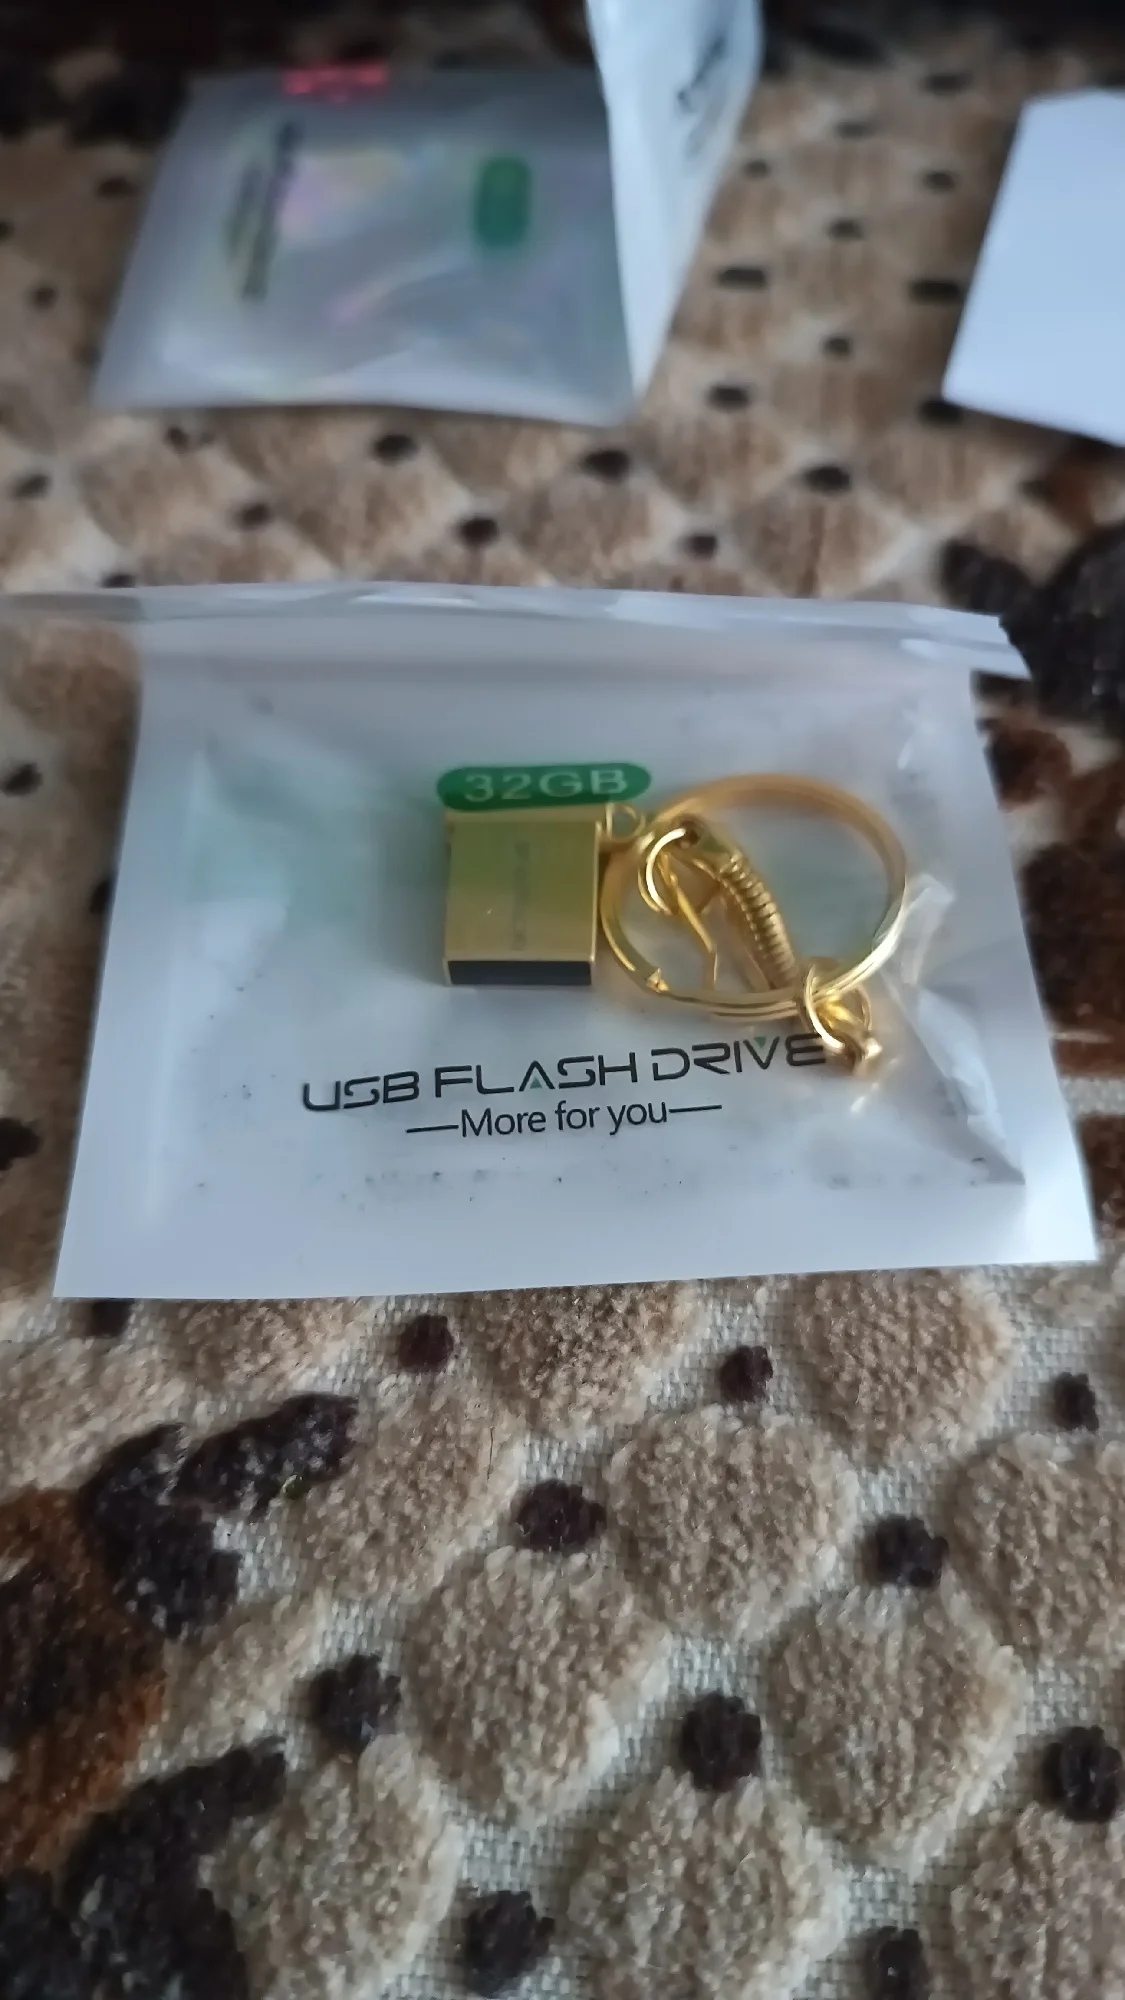 32GB
USB FLASH DRIVE
—More for you—